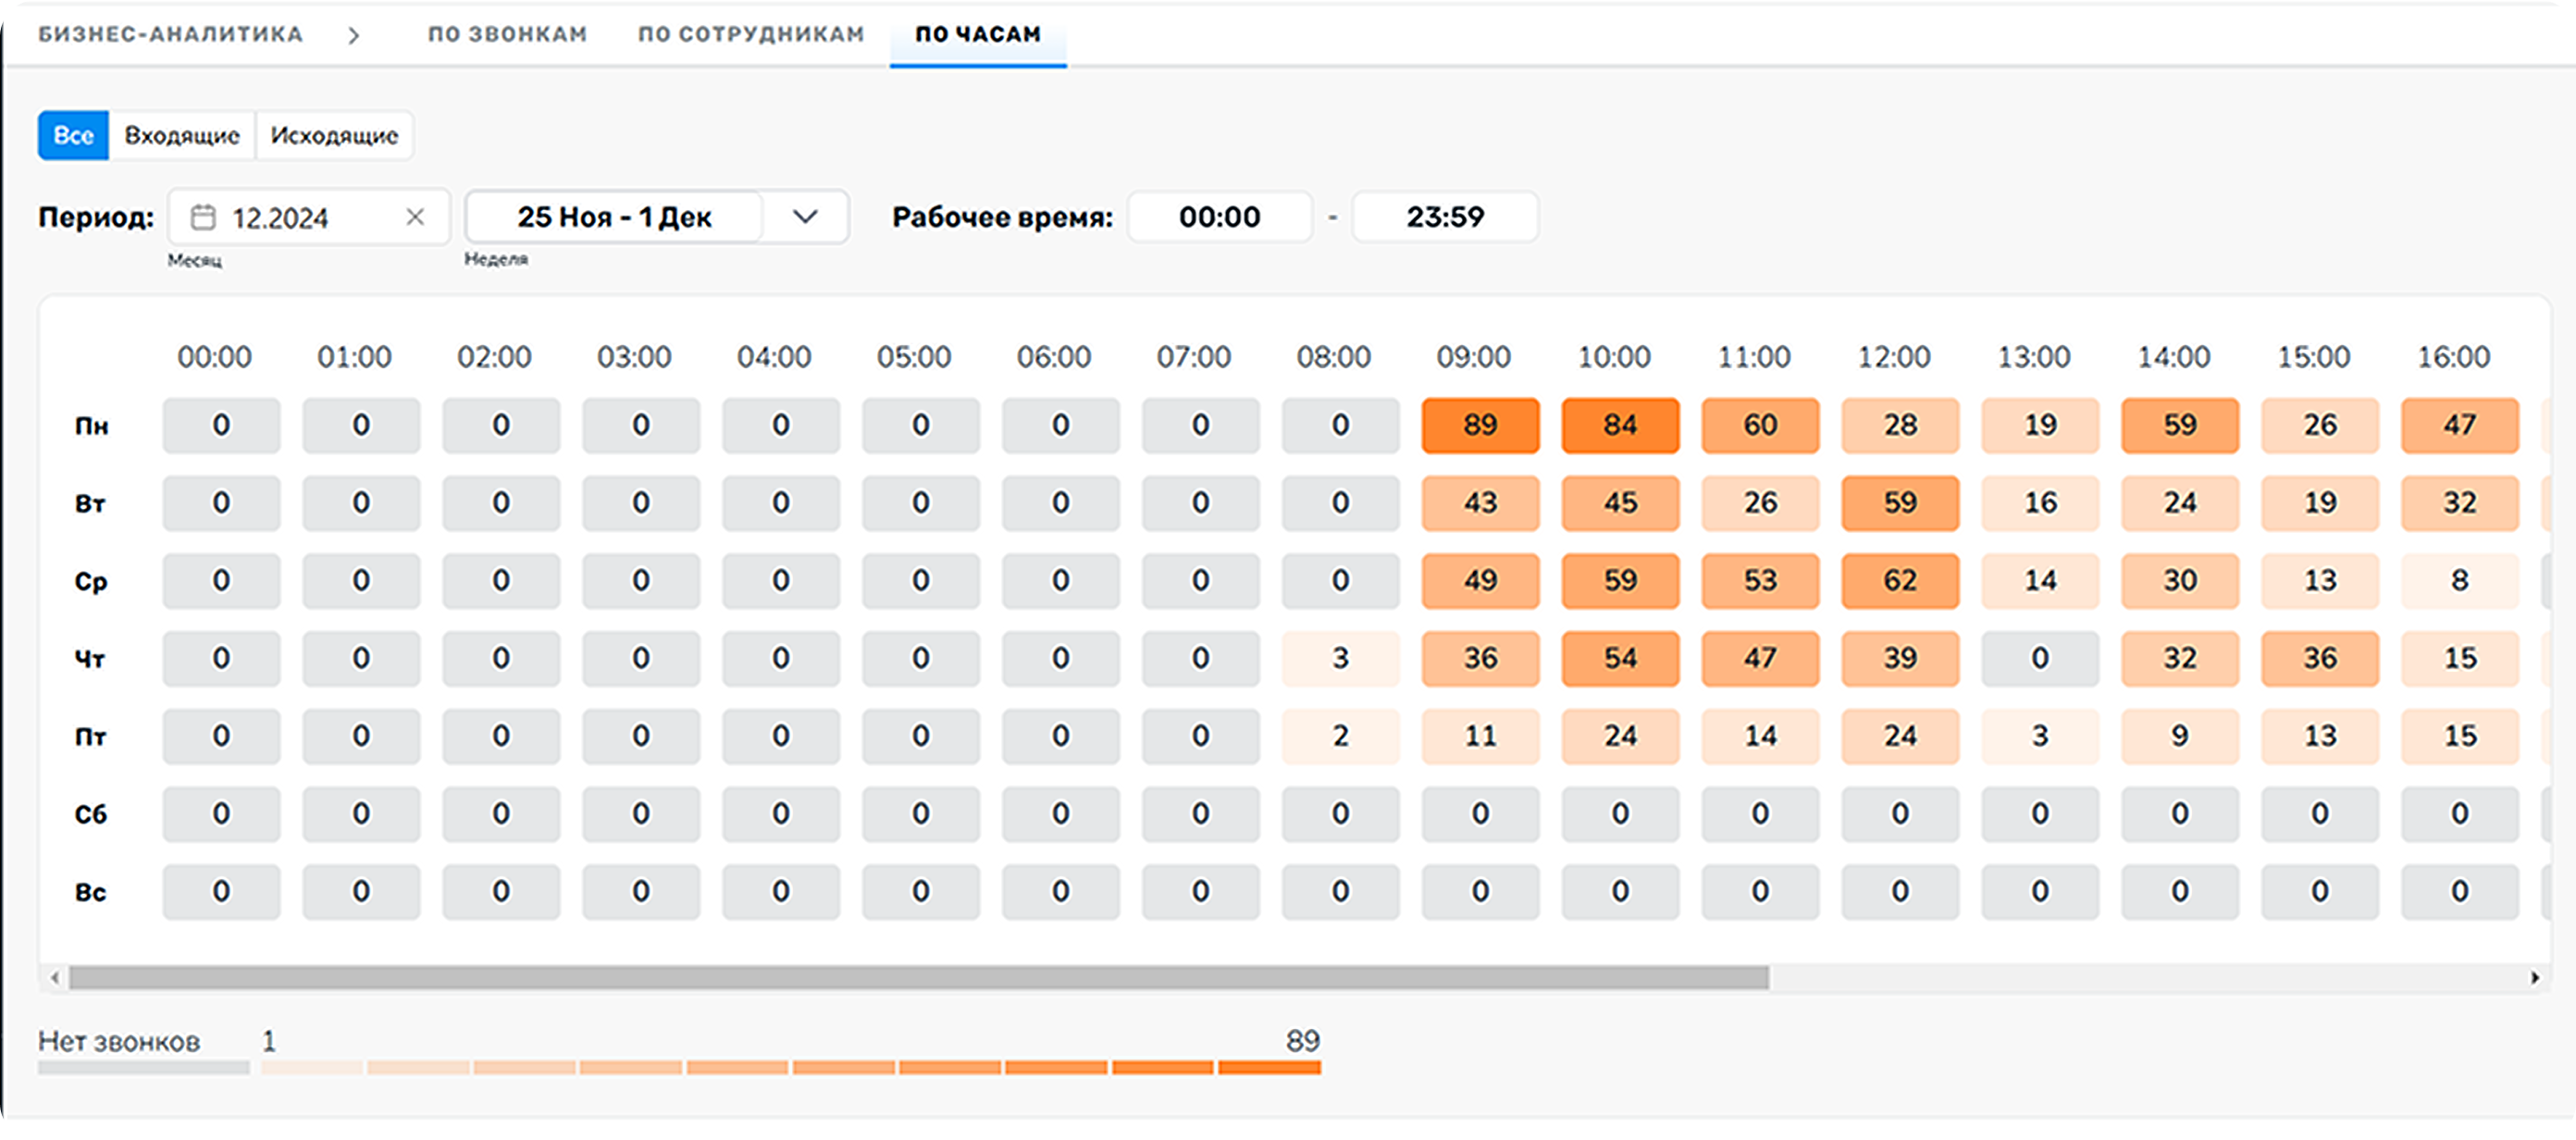 БИЗНЕС-АНАЛИТИКА > ПО ЗВОНКАМ ПО СОТРУДНИКАМ ПО ЧАСАМ
Все Входящие Исходящие
Период: 12.2024 25 Ноя - 1 Дек Рабочее время: 00:00 - 23:59
Месяц Неделя
00:00 01:00 02:00 03:00 04:00 05:00 06:00 07:00 08:00 09:00 10:00 11:00 12:00 13:00 14:00 15:00 16:00
Пн 0 0 0 0 0 0 0 0 0 89 84 60 28 19 59 26 47
Вт 0 0 0 0 0 0 0 0 0 43 45 26 59 16 24 19 32
Ср 0 0 0 0 0 0 0 0 0 49 59 53 62 14 30 13 8
Чт 0 0 0 0 0 0 0 0 3 36 54 47 39 0 32 36 15
Пт 0 0 0 0 0 0 0 0 2 11 24 14 24 3 9 13 15
Сб 0 0 0 0 0 0 0 0 0 0 0 0 0 0 0 0 0
Вс 0 0 0 0 0 0 0 0 0 0 0 0 0 0 0 0 0
Нет звонков 1 89